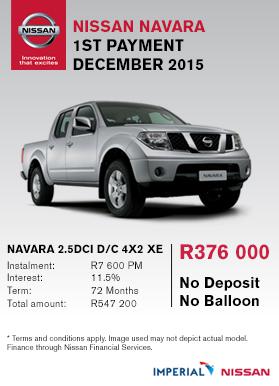 NISSAN
Innovation
that excites
NISSAN NAVARA
1ST PAYMENT
DECEMBER 2015
NAVARA 2.5DCI D/C 4X2 XE
Instalment: R7 600 PM
Interest: 11.5%
Term: 72 Months
Total amount: R547 200
R376 000
No Deposit
No Balloon
* Terms and conditions apply. Image used may not depict actual model.
Finance through Nissan Financial Services.
IMPERIAL NISSAN